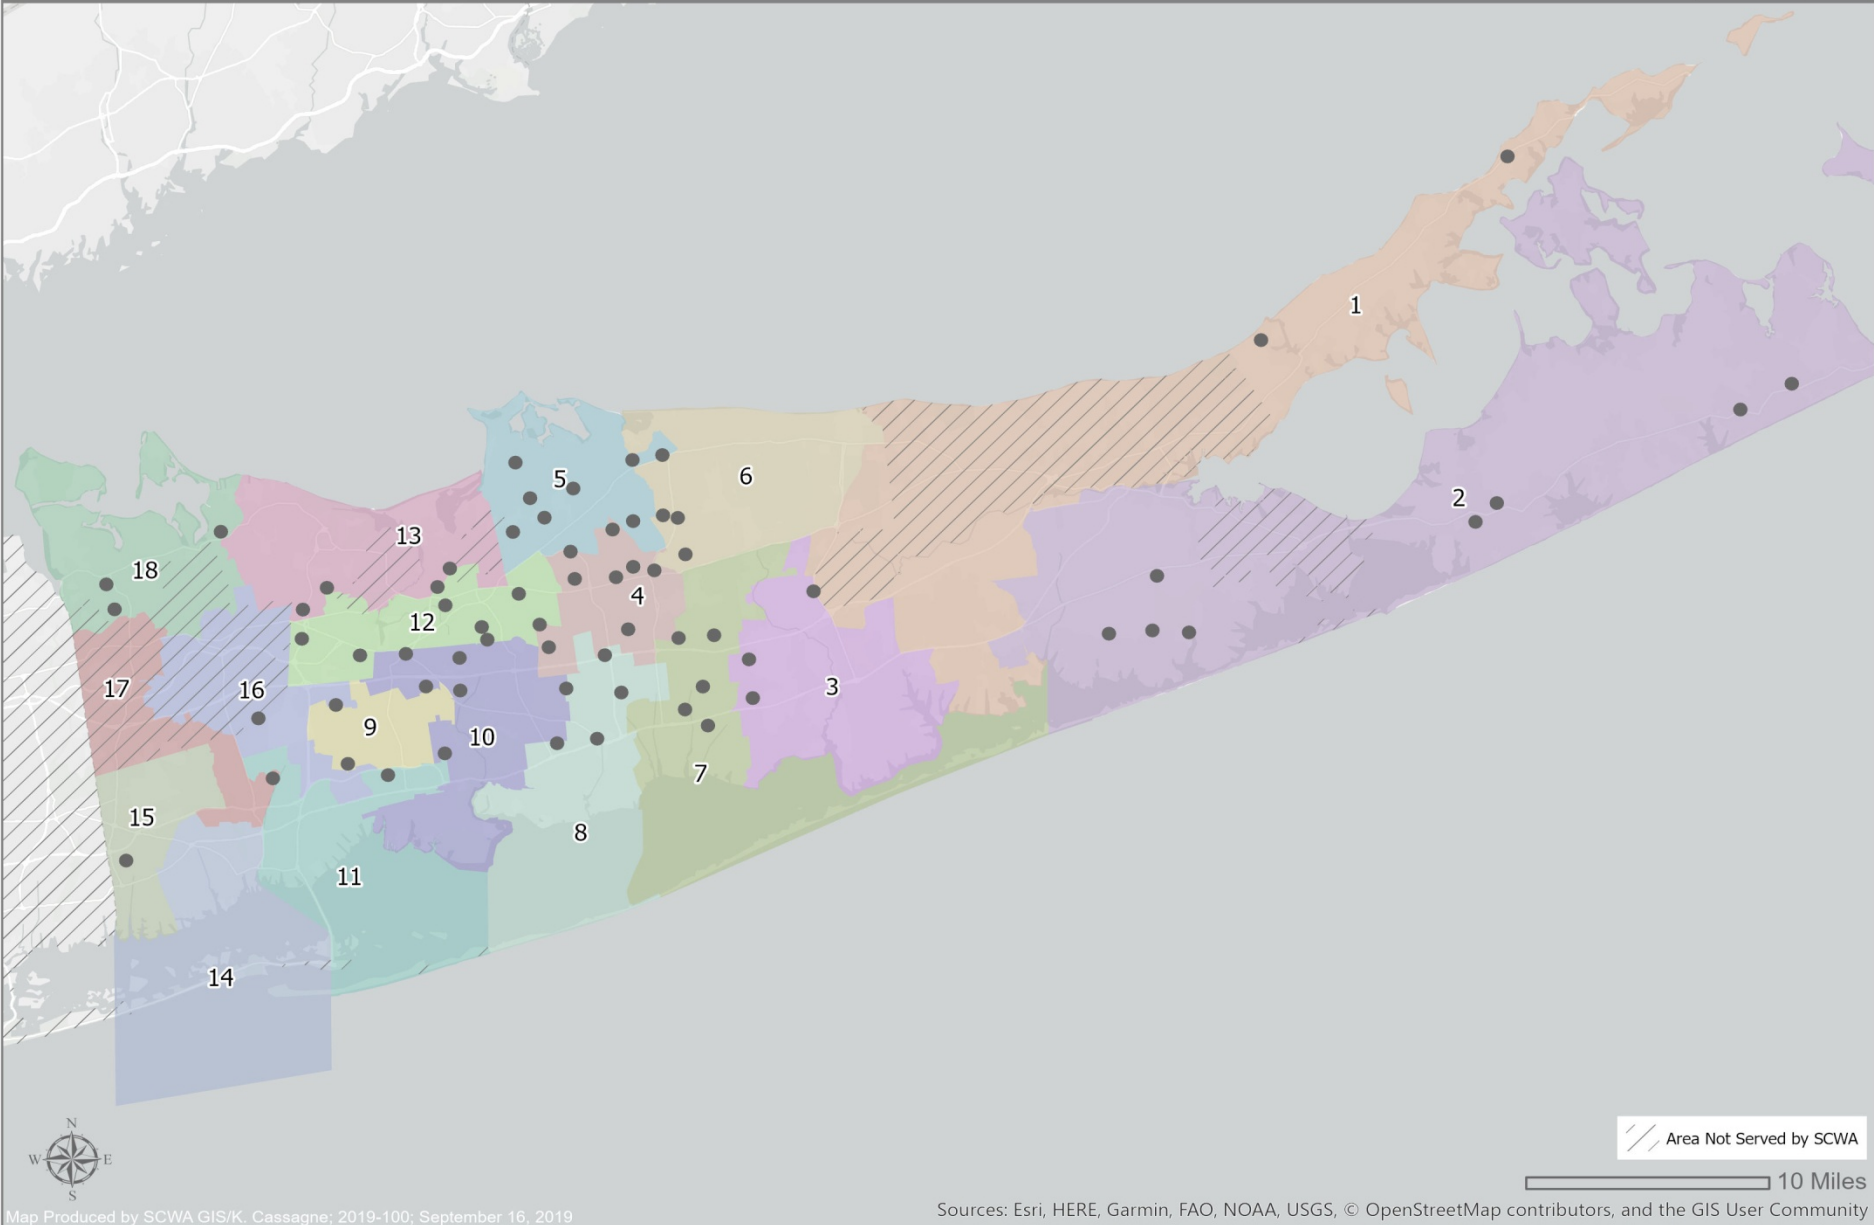 1
2
5
6
13
18
4
12
17
16
3
9
10
7
15
8
11
14
N
W E
S
Area Not Served by SCWA
10 Miles
Map Produced by SCWA GIS/K. Cassagne; 2019-100; September 16, 2019
Sources: Esri, HERE, Garmin, FAO, NOAA, USGS, © OpenStreetMap contributors, and the GIS User Community